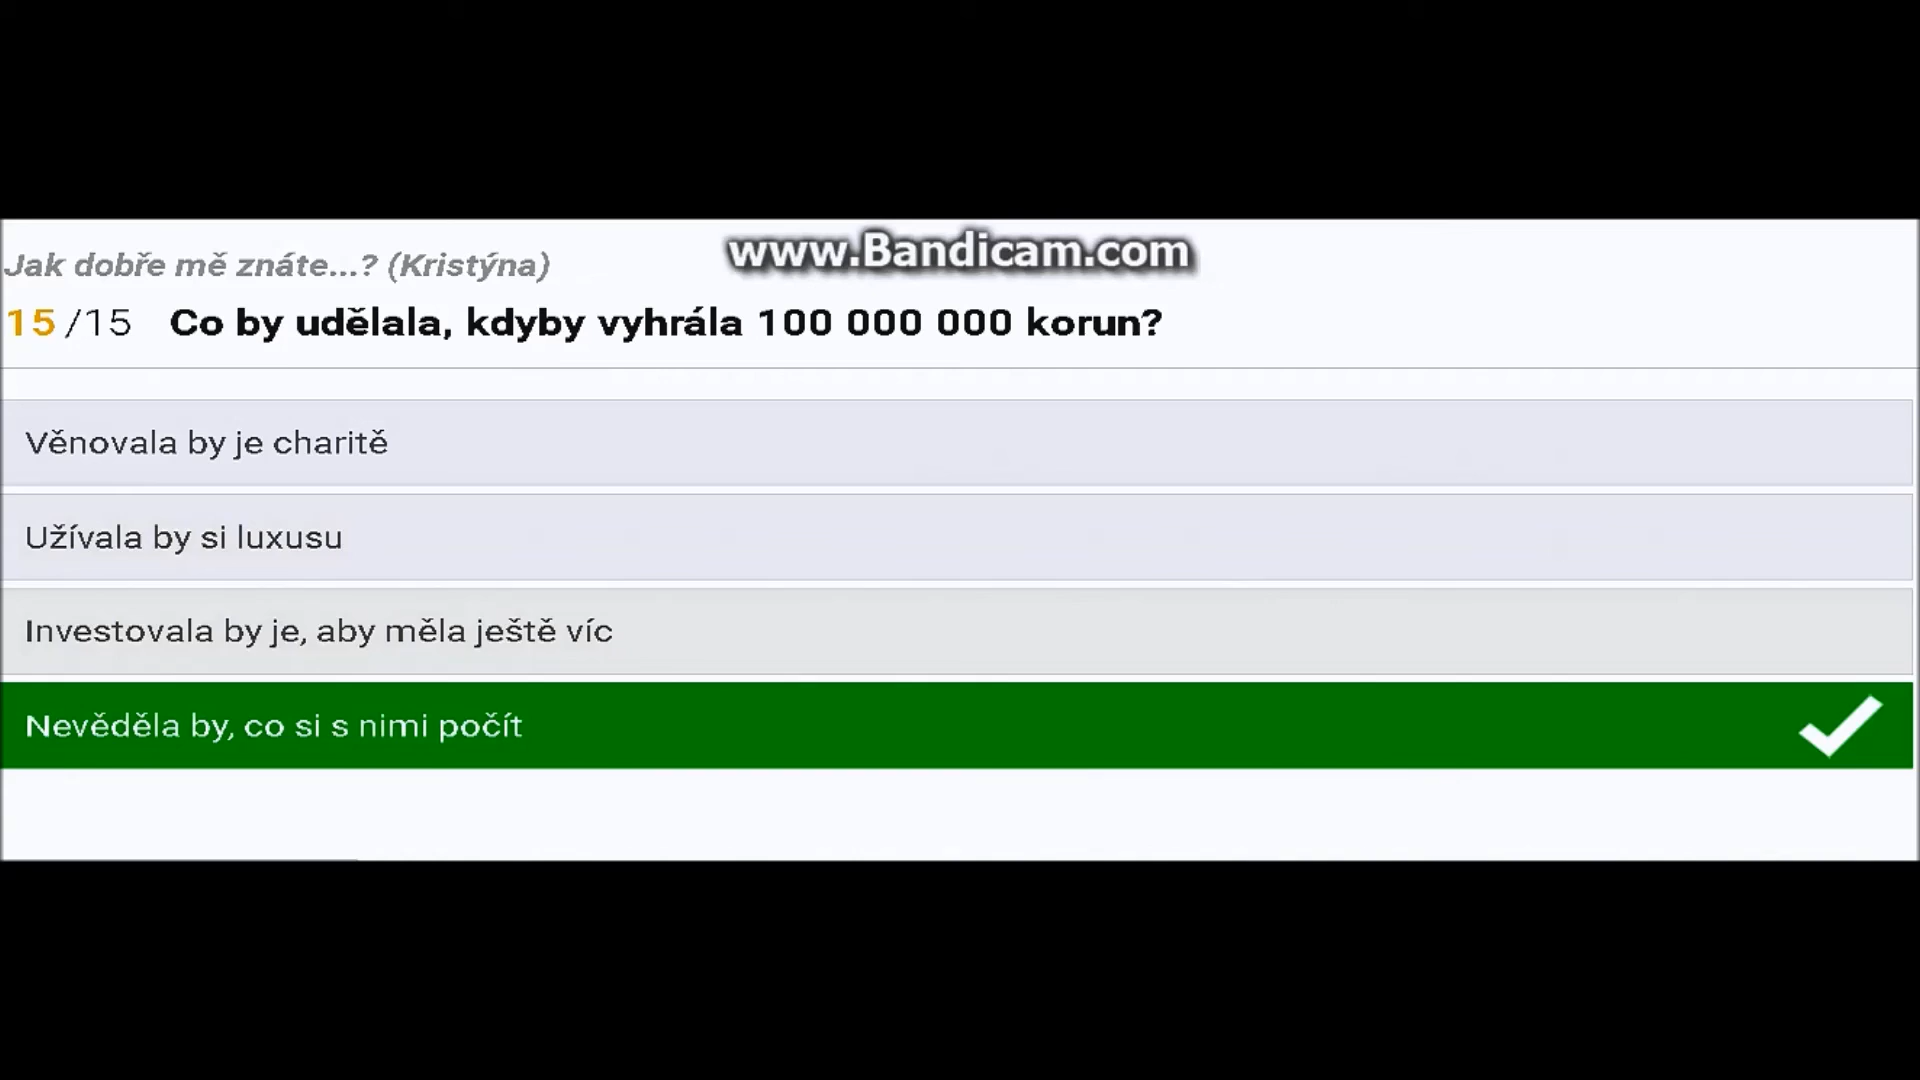 www.Bandicam.com
Jak dobře mě znáte...? (Kristýna)
15/15 Co by udělala, kdyby vyhrála 100 000 000 korun?
Věnovala by je charitě
Užívala by si luxusu
Investovala by je, aby měla ještě víc
Nevěděla by, co si s nimi počít